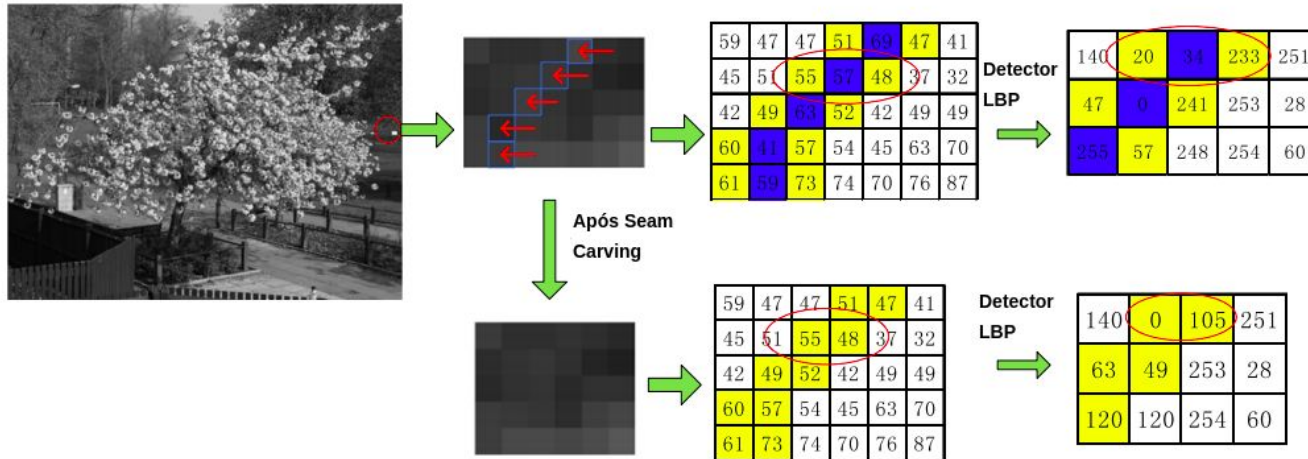 59 47 47 51 69 47 41
45 51 55 57 48 37 32
42 49 63 52 42 49 49
60 41 57 54 45 63 70
61 59 73 74 70 76 87
Detector
LBP
140 20 34 233 251
47 0 241 253 28
255 57 248 254 60
Após Seam
Carving
59 47 47 51 47 41
45 51 55 48 37 32
42 49 52 42 49 49
60 57 54 45 63 70
61 73 74 70 76 87
Detector
LBP
140 0 105 251
63 49 253 28
120 120 254 60